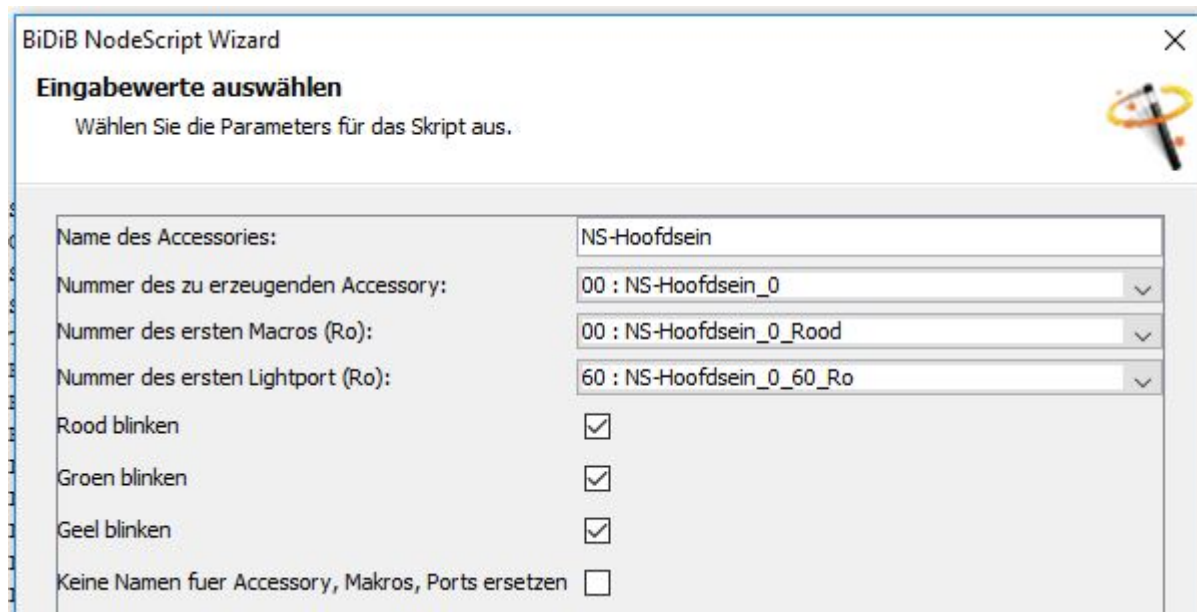 BiDiB NodeScript Wizard
Eingabewerte auswählen
Wählen Sie die Parameters für das Skript aus.
Name des Accessories: NS-Hoofdsein
Nummer des zu erzeugenden Accessory: 00 : NS-Hoofdsein_0
Nummer des ersten Macros (Ro): 00 : NS-Hoofdsein_0_Rood
Nummer des ersten Lightport (Ro): 60 : NS-Hoofdsein_0_60_Ro
Rood blinken
Groen blinken
Geel blinken
Keine Namen fuer Accessory, Makros, Ports ersetzen